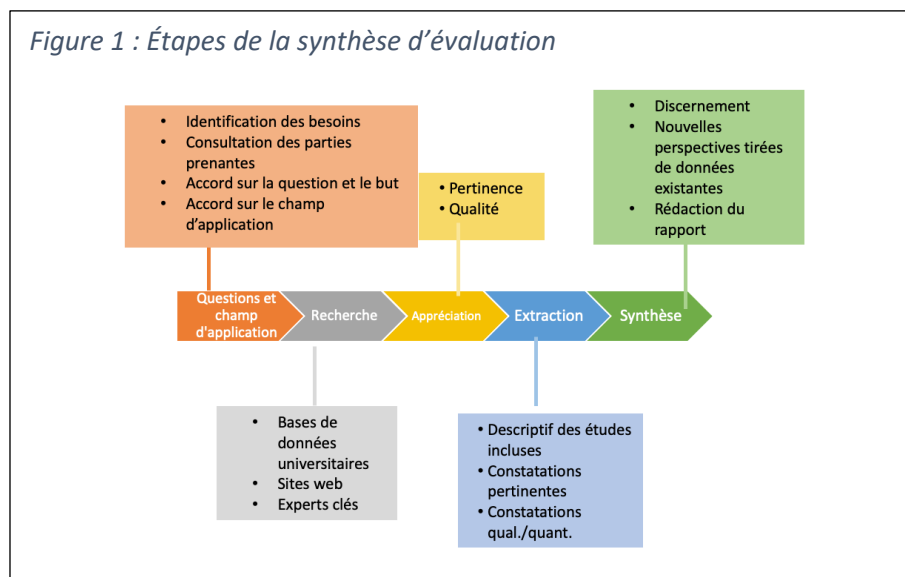 Figure 1 : Étapes de la synthèse d’évaluation
• Identification des besoins
• Consultation des parties
prenantes
• Accord sur la question et le but
• Accord sur le champ
d’application
• Pertinence
• Qualité
• Discernement
• Nouvelles
perspectives tirées
de données
existantes
• Rédaction du
rapport
Questions et
champ
d'application
Recherche
Appréciation
Extraction
Synthèse
• Bases de
données
universitaires
• Sites web
• Experts clés
• Descriptif des études
incluses
• Constatations
pertinentes
• Constatations
qual./quant.